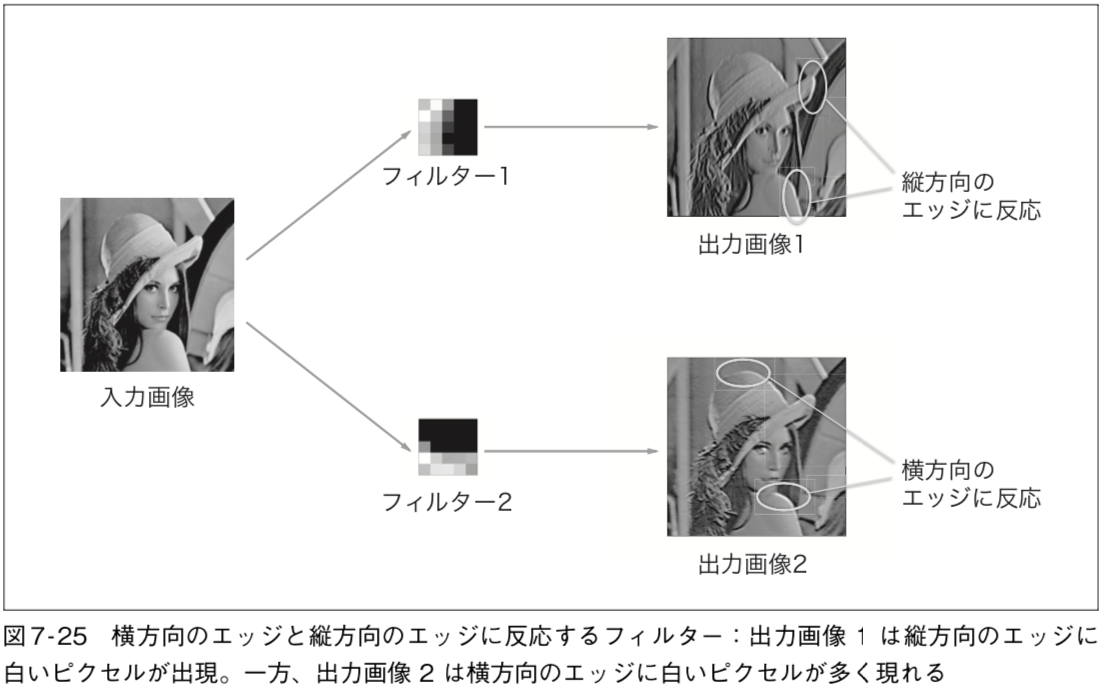 フィルター1
縦方向の
エッジに反応
出力画像1
入力画像
フィルター2
横方向の
エッジに反応
出力画像2
図7-25　横方向のエッジと縦方向のエッジに反応するフィルター：出力画像 1 は縦方向のエッジに
白いピクセルが出現。一方、出力画像 2 は横方向のエッジに白いピクセルが多く現れる